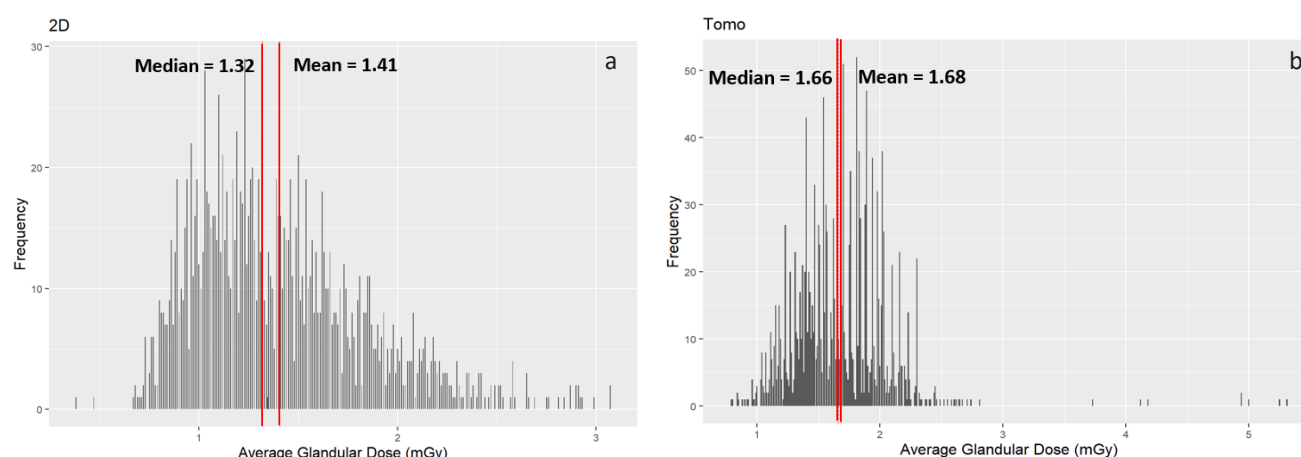 2D
a
Median = 1.32
Mean = 1.41
Frequency
30
20
10
0
1
2
3
Average Glandular Dose (mGy)
Tomo
b
Median = 1.66
Mean = 1.68
Frequency
50
40
30
20
10
0
1
2
3
4
5
Average Glandular Dose (mGy)